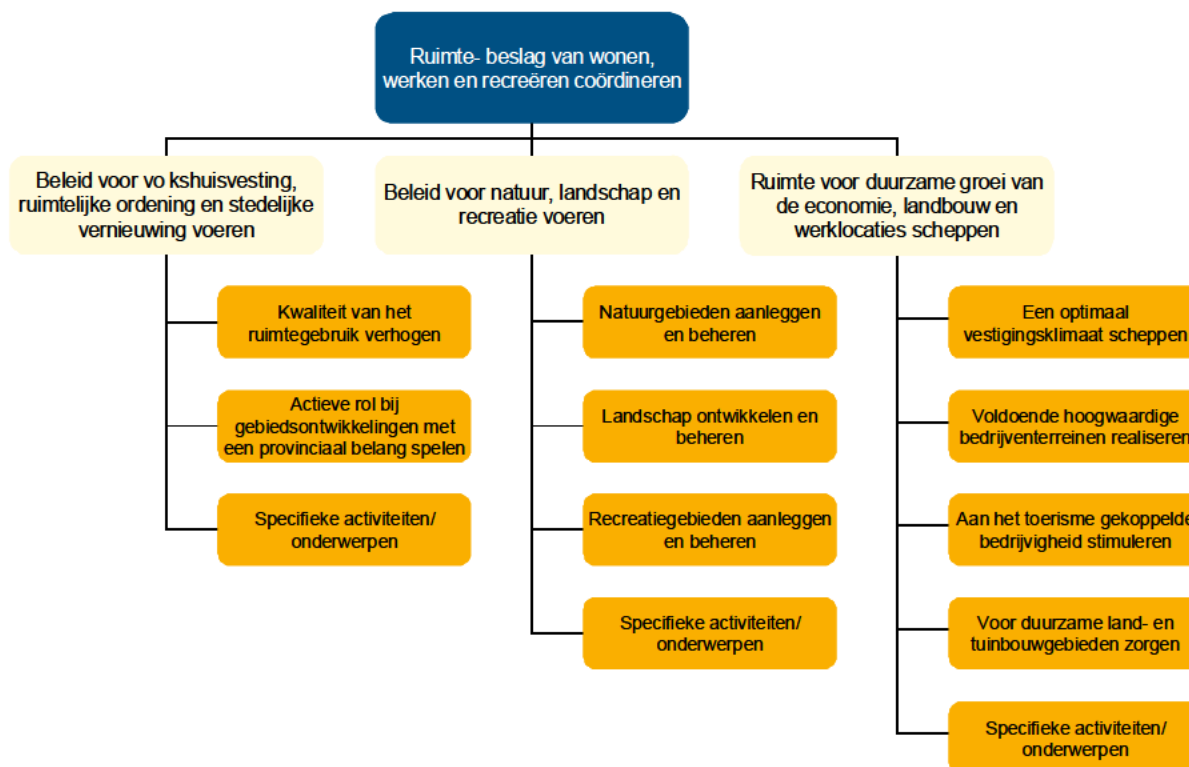 Ruimte- beslag van wonen,
werken en recreëren coördineren
Beleid voor vo kshuisvesting,
ruimtelijke ordening en stedelijke
vernieuwing voeren
Kwaliteit van het
ruimtegebruik verhogen
Actieve rol bij
gebiedsontwikkelingen met
een provinciaal belang spelen
Specifieke activiteiten/
onderwerpen
Beleid voor natuur, landschap en
recreatie voeren
Natuurgebieden aanleggen
en beheren
Landschap ontwikkelen en
beheren
Recreatiegebieden aanleggen
en beheren
Specifieke activiteiten/
onderwerpen
Ruimte voor duurzame groei van
de economie, landbouw en
werklocaties scheppen
Een optimaal
vestigingsklimaat scheppen
Voldoende hoogwaardige
bedrijventerreinen realiseren
Aan het toerisme gekoppelde
bedrijvigheid stimuleren
Voor duurzame land- en
tuinbouwgebieden zorgen
Specifieke activiteiten/
onderwerpen